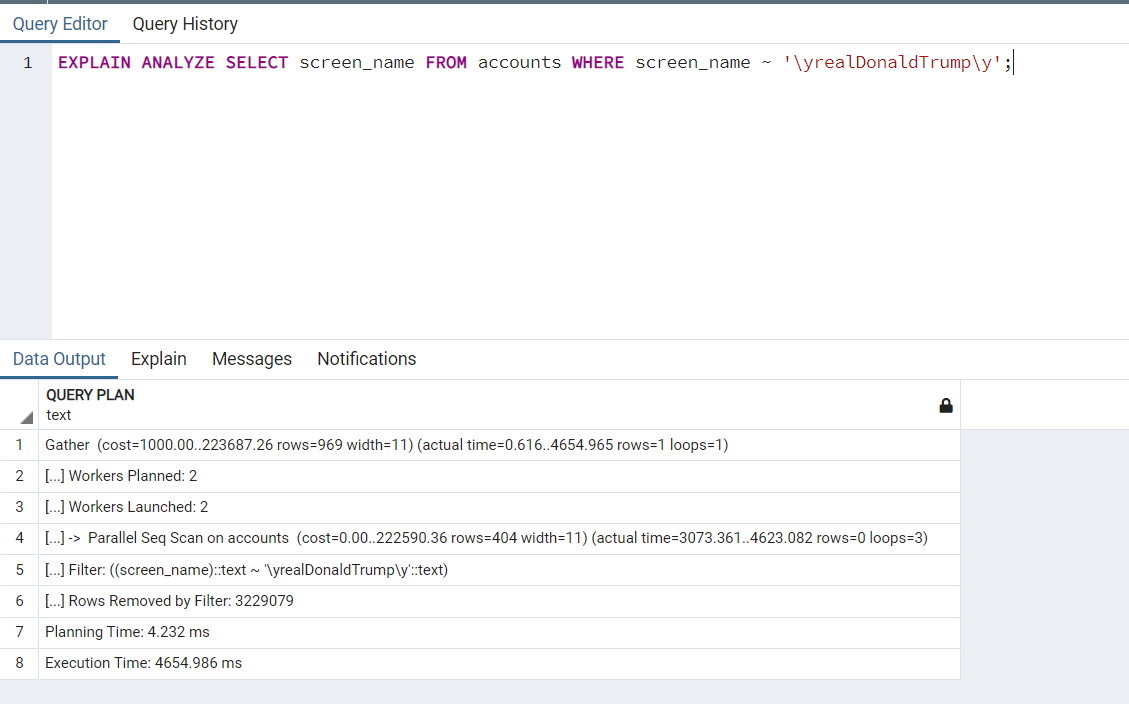 Query Editor Query History
1 EXPLAIN ANALYZE SELECT screen_name FROM accounts WHERE screen_name ~ '\yrealDonaldTrump\y';
Data Output Explain Messages Notifications
QUERY PLAN
text
1 Gather (cost=1000.00..223687.26 rows=969 width=11) (actual time=0.616..4654.965 rows=1 loops=1)
2 [...] Workers Planned: 2
3 [...] Workers Launched: 2
4 [...] -> Parallel Seq Scan on accounts (cost=0.00..222590.36 rows=404 width=11) (actual time=3073.361..4623.082 rows=0 loops=3)
5 [...] Filter: ((screen_name)::text ~ '\yrealDonaldTrump\y'::text)
6 [...] Rows Removed by Filter: 3229079
7 Planning Time: 4.232 ms
8 Execution Time: 4654.986 ms